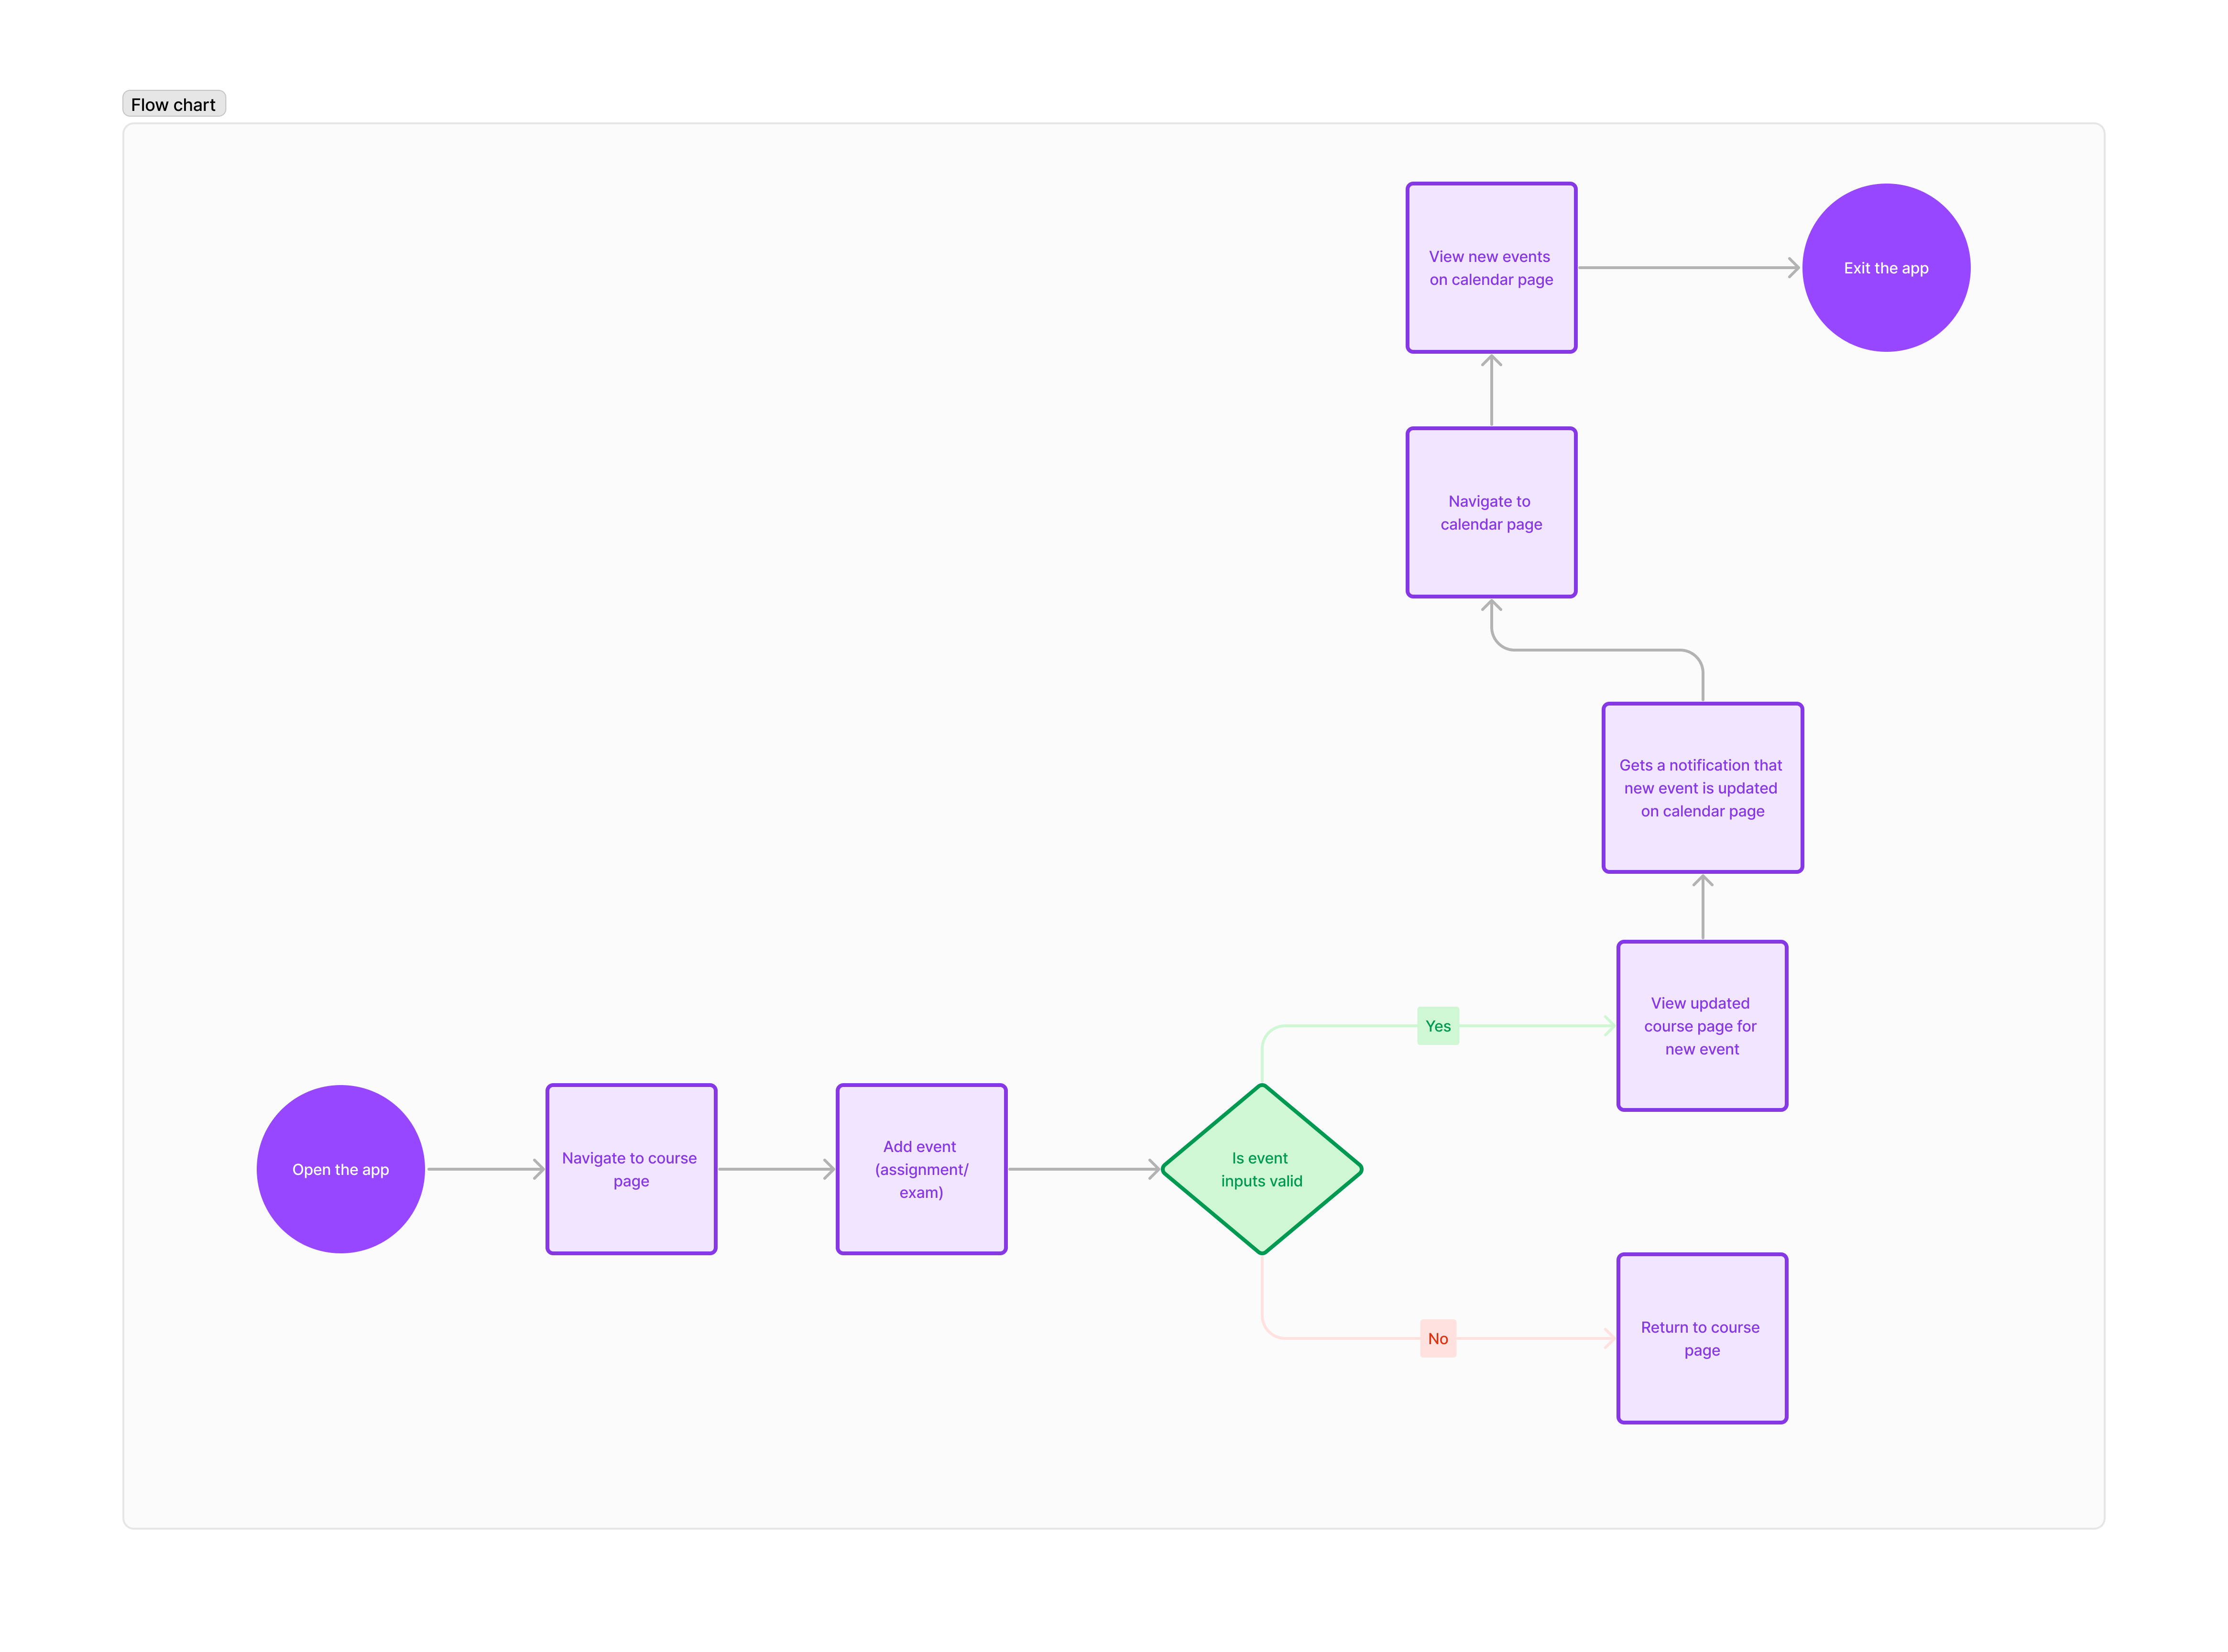 Flow chart
View new events
on calendar page
Exit the app
Navigate to
calendar page
Gets a notification that
new event is updated
on calendar page
View updated
course page for
new event
Yes
Open the app
Navigate to course
page
Add event
(assignment/
exam)
Is event
inputs valid
No
Return to course
page